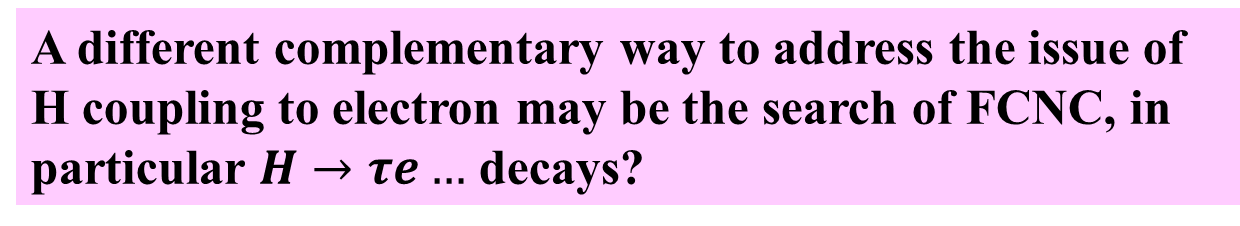 A different complementary way to address the issue of
H coupling to electron may be the search of FCNC, in
particular H → τe ... decays?